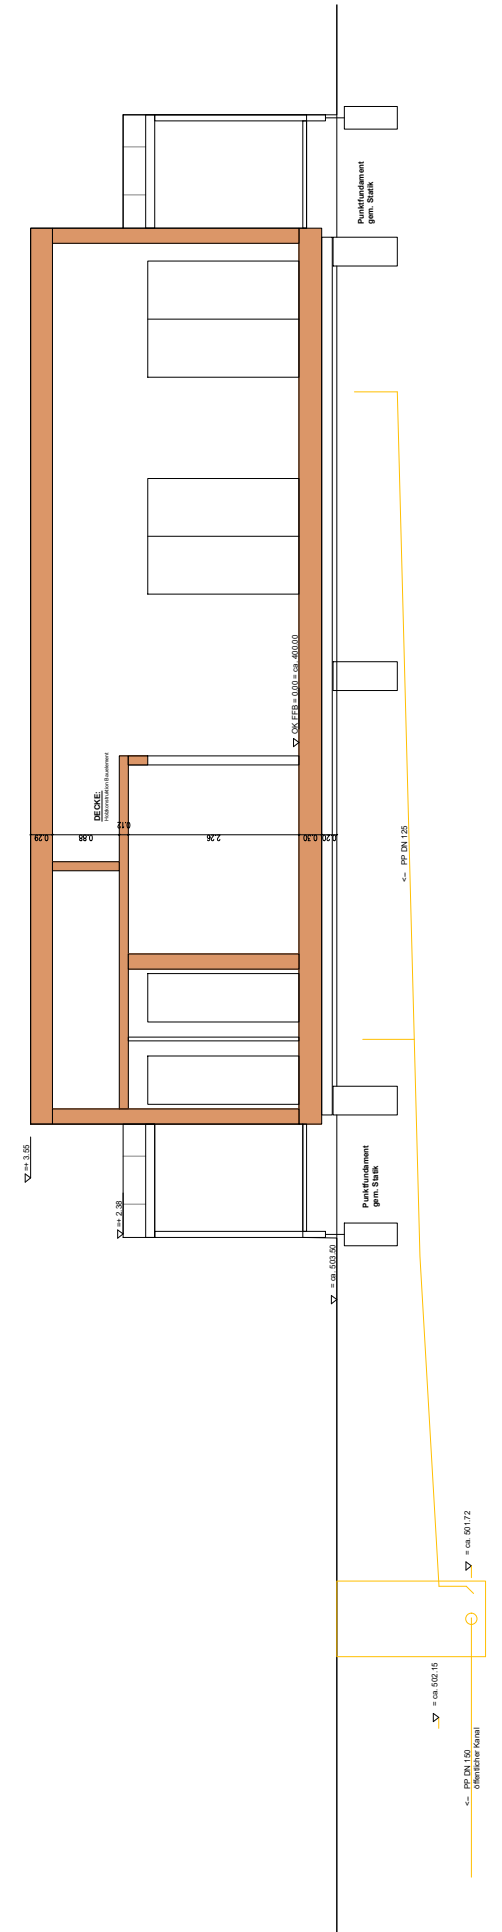 Punktfundament
gem. Statik
OK FFB = 0.00 = ca. 400.00
DECKE:
Holzkonstruktion Bauelement
0.29
0.88
0.12
2.26
0.30
0.20
<- PP DN 125
=+ 3.55
=+ 2.38
Punktfundament
gem. Statik
= ca. 503.50
= ca. 501.72
= ca. 502.15
<- PP DN 150
öffentlicher Kanal